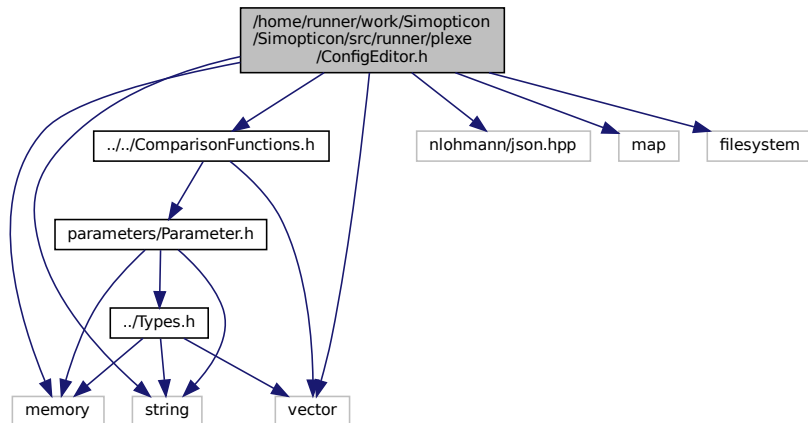 /home/runner/work/Simopticon
/Simopticon/src/runner/plexe
/ConfigEditor.h
../../ComparisonFunctions.h
nlohmann/json.hpp
map
filesystem
parameters/Parameter.h
../Types.h
memory
string
vector